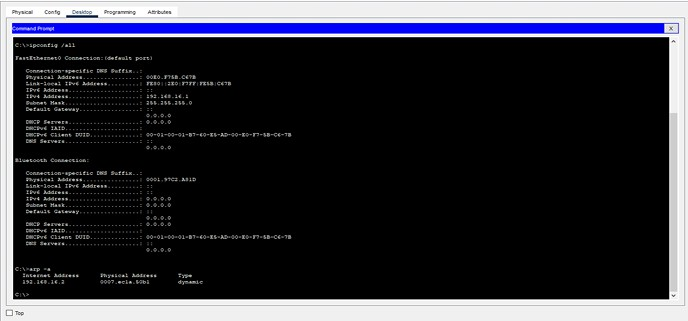 Physical Config Desktop Programming Attributes
Command Prompt X
C:\>ipconfig /all
FastEthernet0 Connection:(default port)
Connection-specific DNS Suffix..:
Physical Address................: 00E0.F75B.C67B
Link-local IPv6 Address.........: FE80::2E0:F7FF:FE5B:C67B
IPv6 Address....................: ::
IPv4 Address....................: 192.168.16.1
Subnet Mask.....................: 255.255.255.0
Default Gateway.................: ::
0.0.0.0
DHCP Servers....................: 0.0.0.0
DHCPv6 IAID.....................:
DHCPv6 Client DUID..............: 00-01-00-01-B7-60-E5-AD-00-E0-F7-5B-C6-7B
DNS Servers.....................: ::
0.0.0.0
Bluetooth Connection:
Connection-specific DNS Suffix..:
Physical Address................: 0001.97C2.A51D
Link-local IPv6 Address.........: ::
IPv6 Address....................: ::
IPv4 Address....................: 0.0.0.0
Subnet Mask.....................: 0.0.0.0
Default Gateway.................: ::
0.0.0.0
DHCP Servers....................: 0.0.0.0
DHCPv6 IAID.....................:
DHCPv6 Client DUID..............: 00-01-00-01-B7-60-E5-AD-00-E0-F7-5B-C6-7B
DNS Servers.....................: ::
0.0.0.0
C:\>arp -a
Internet Address Physical Address Type
192.168.16.2 0007.ec1a.50b1 dynamic
C:\>
Top